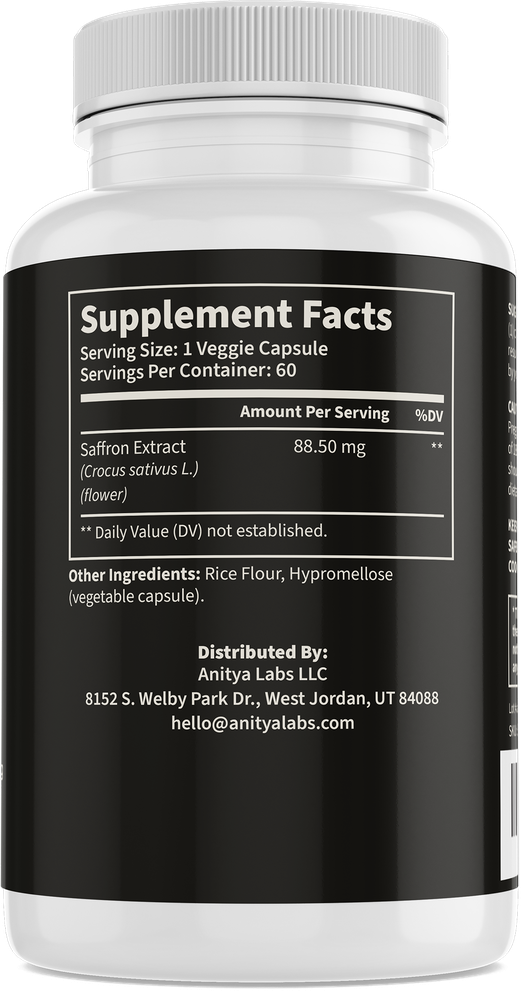 Supplement Facts
Serving Size: 1 Veggie Capsule
Servings Per Container: 60
Amount Per Serving %DV
Saffron Extract 88.50 mg **
(Crocus sativus L.)
(flower)
** Daily Value (DV) not established.
Other Ingredients: Rice Flour, Hypromellose
(vegetable capsule).
Distributed By:
Anitya Labs LLC
8152 S. Welby Park Dr., West Jordan, UT 84088
hello@anityalabs.com